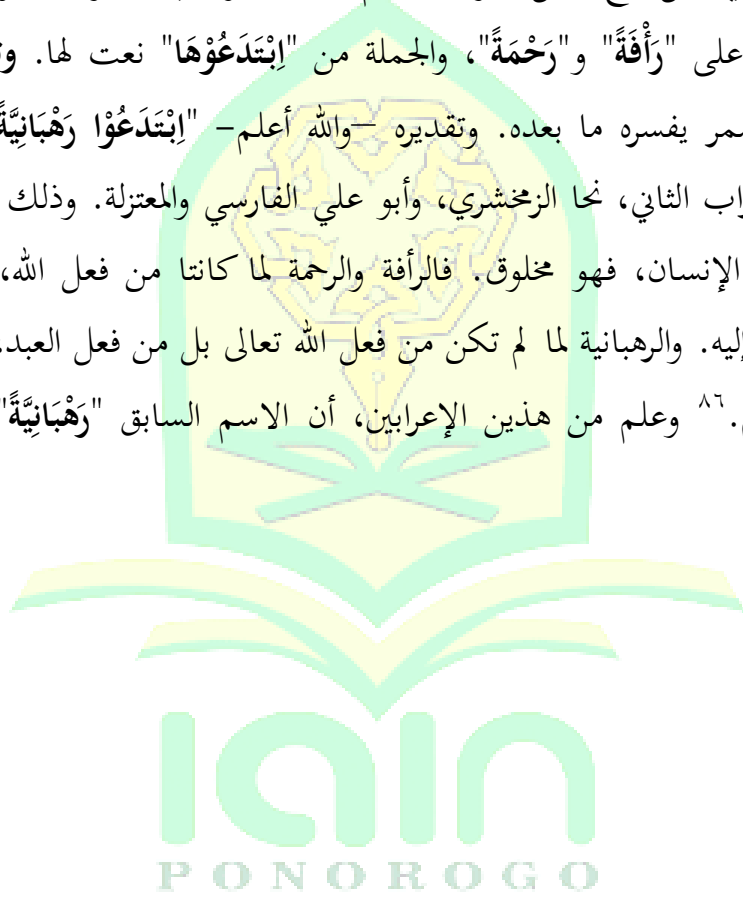 على "رَأْفَةً" و"رَحْمَةً"، والجملة من "اِبْتَدَعُوْهَا" نعت لها.
يفسره ما بعده. وتقديره –والله أعلم– "اِبْتَدَعُوْا رَهْبَانِيَّةً
الثاني، نحا الزمخشري، وأبو علي الفارسي والمعتزلة. وذلك
الإنسان، فهو مخلوق. فالرأفة والرحمة لما كانتا من فعل الله،
إليه. والرهبانية لما لم تكن من فعل الله تعالى بل من فعل العبد.
.٨٦ وعلم من هذين الإعرابين، أن الاسم السابق "رَهْبَانِيَّةً"
IAIN
PONOROGO